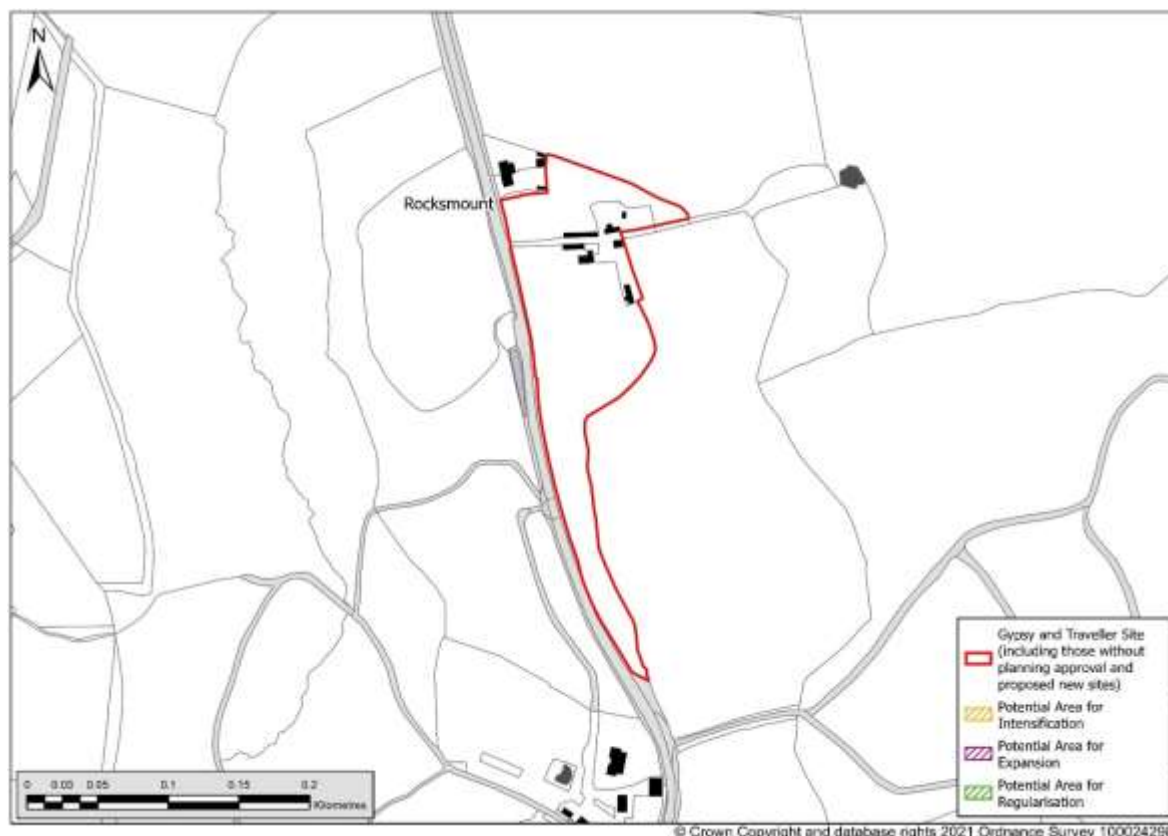 N
Rocksmount
Gypsy and Traveller Site
(including those without
planning approval and
proposed new sites)
Potential Area for
Intensification
Potential Area for
Expansion
Potential Area for
Regularisation
0 0.03 0.05 0.1 0.15 0.2
Kilometres
© Crown Copyright and database rights 2021 Ordnance Survey